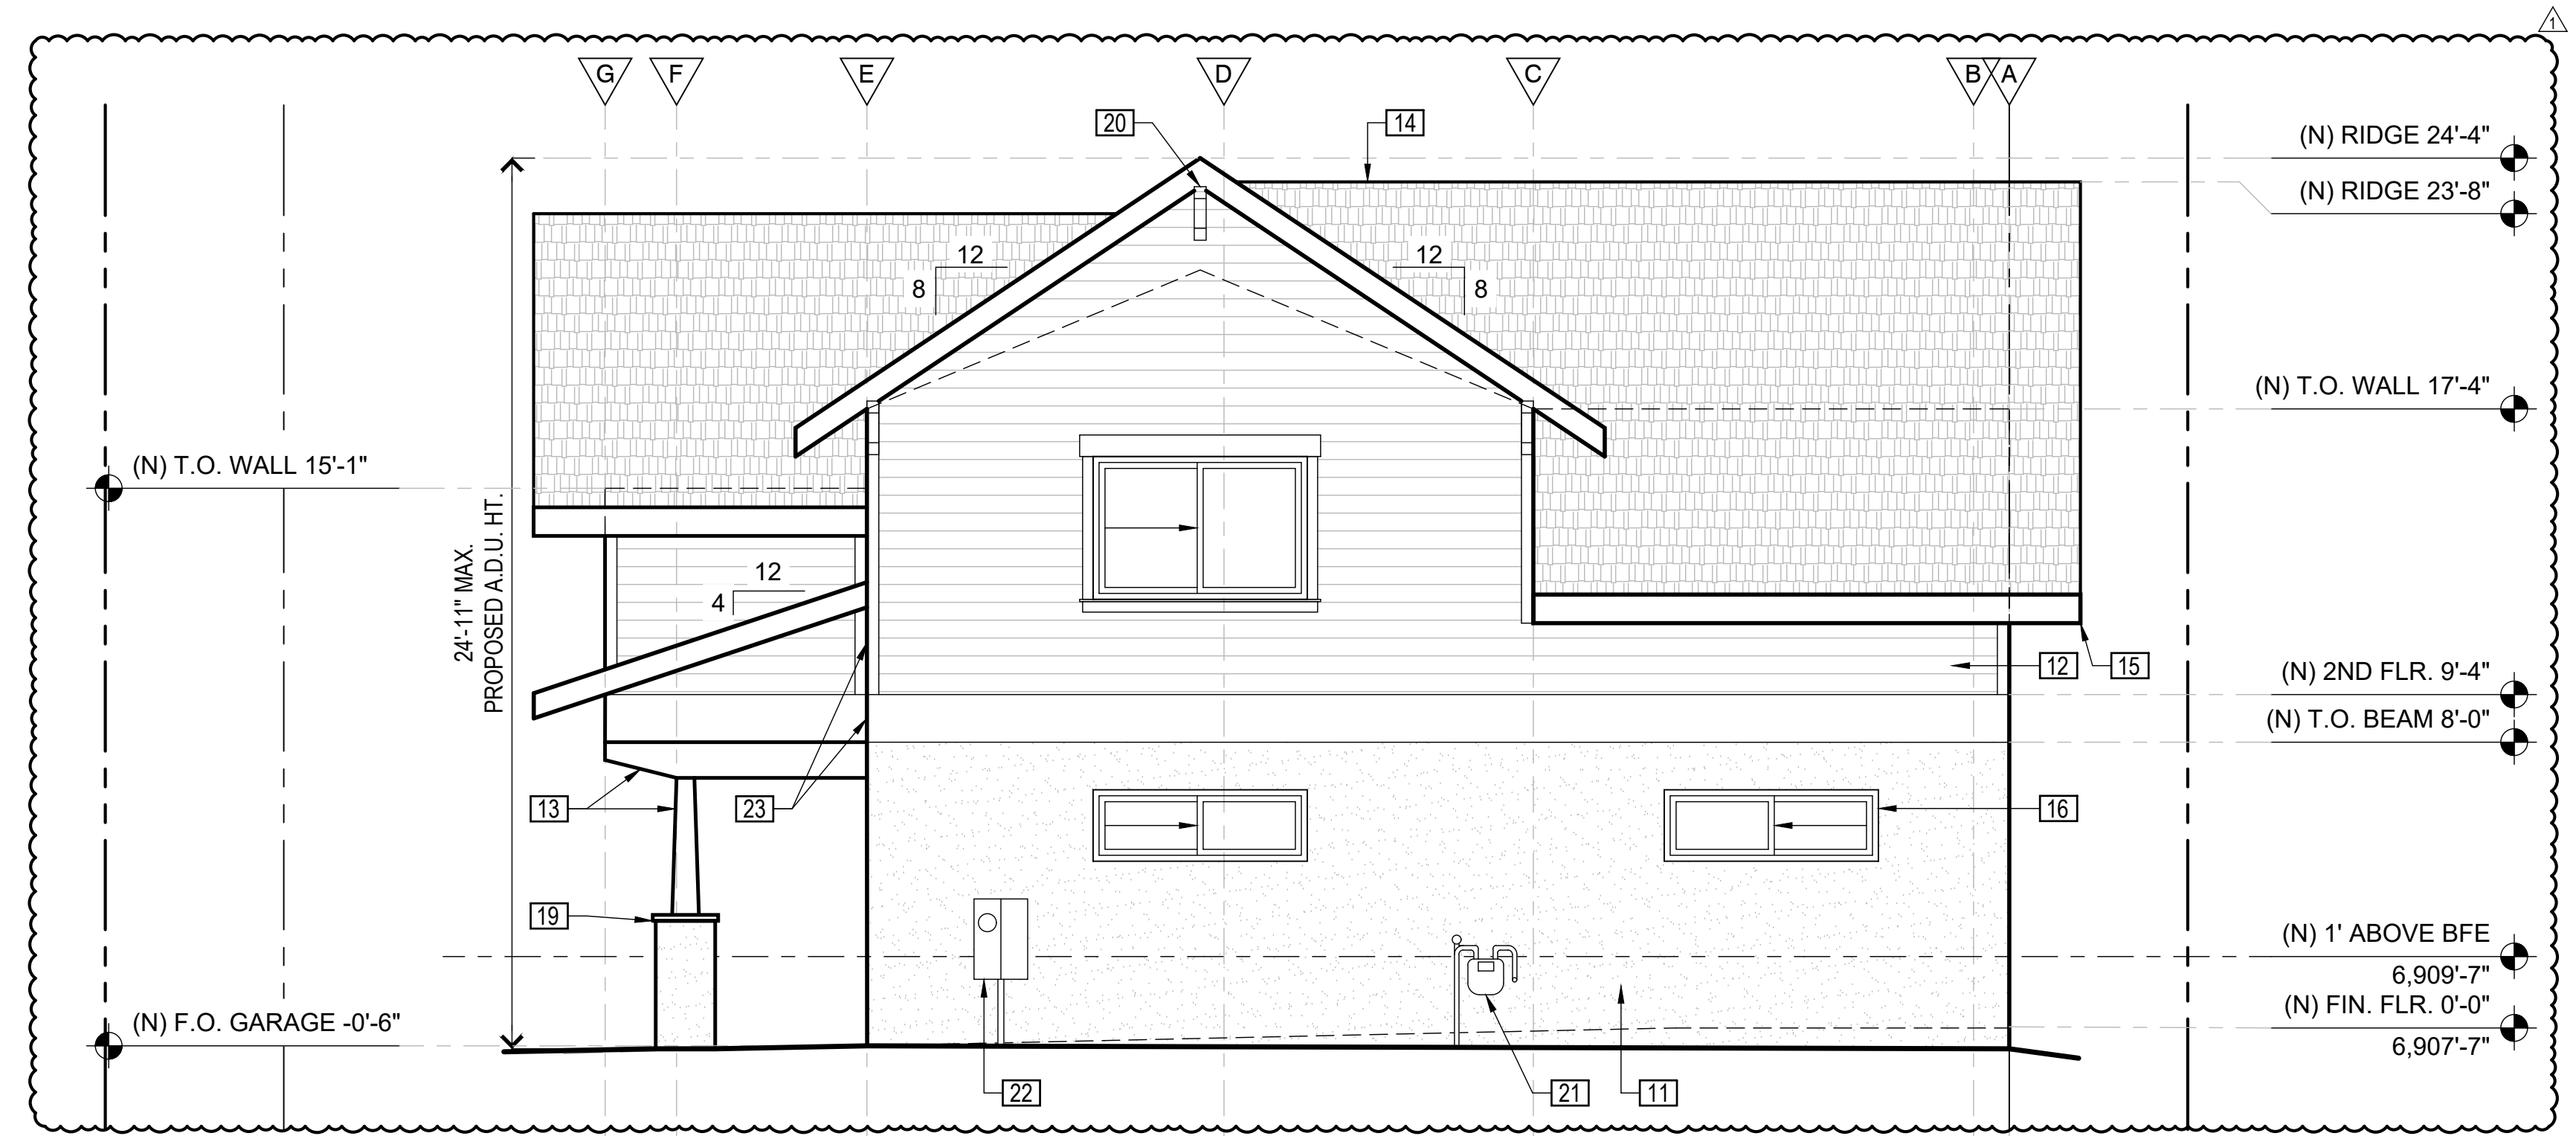 1
G F E D C B A
20
14
(N) RIDGE 24'-4"
(N) RIDGE 23'-8"
12
8
12
8
(N) T.O. WALL 17'-4"
(N) T.O. WALL 15'-1"
24'-11" MAX.
PROPOSED A.D.U. HT.
12
4
12
15
(N) 2ND FLR. 9'-4"
(N) T.O. BEAM 8'-0"
13
23
16
19
(N) 1' ABOVE BFE
6,909'-7"
(N) F.O. GARAGE -0'-6"
(N) FIN. FLR. 0'-0"
6,907'-7"
22
21
11